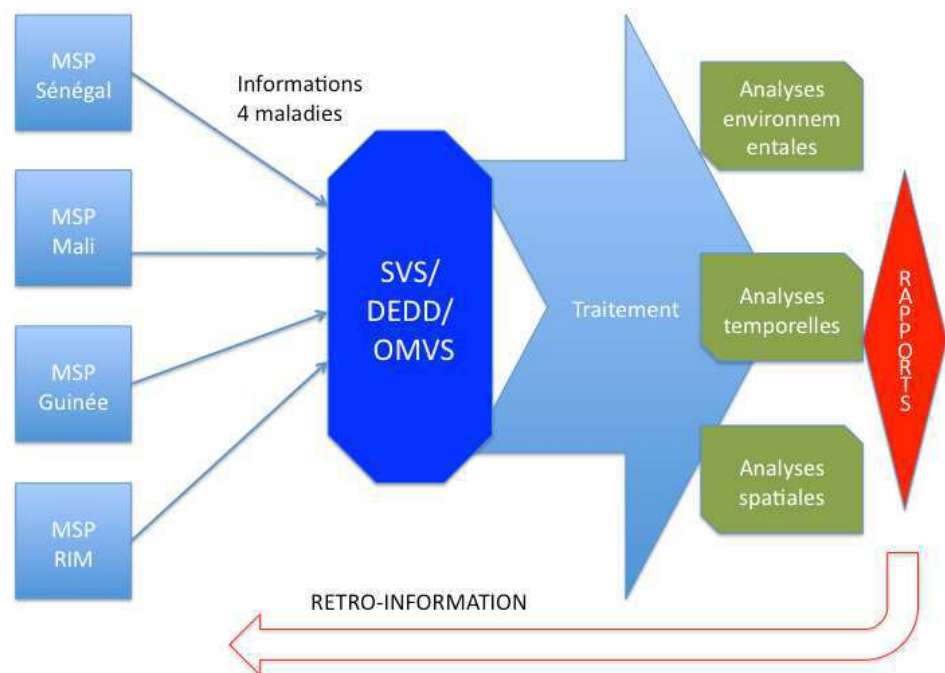 MSP
Sénégal
Informations
4 maladies
MSP
Mali
MSP
Guinée
MSP
RIM
SVS/
DEDD/
OMVS
Traitement
Analyses
environnem
entales
Analyses
temporelles
Analyses
spatiales
RAPPORTS
RETRO-INFORMATION